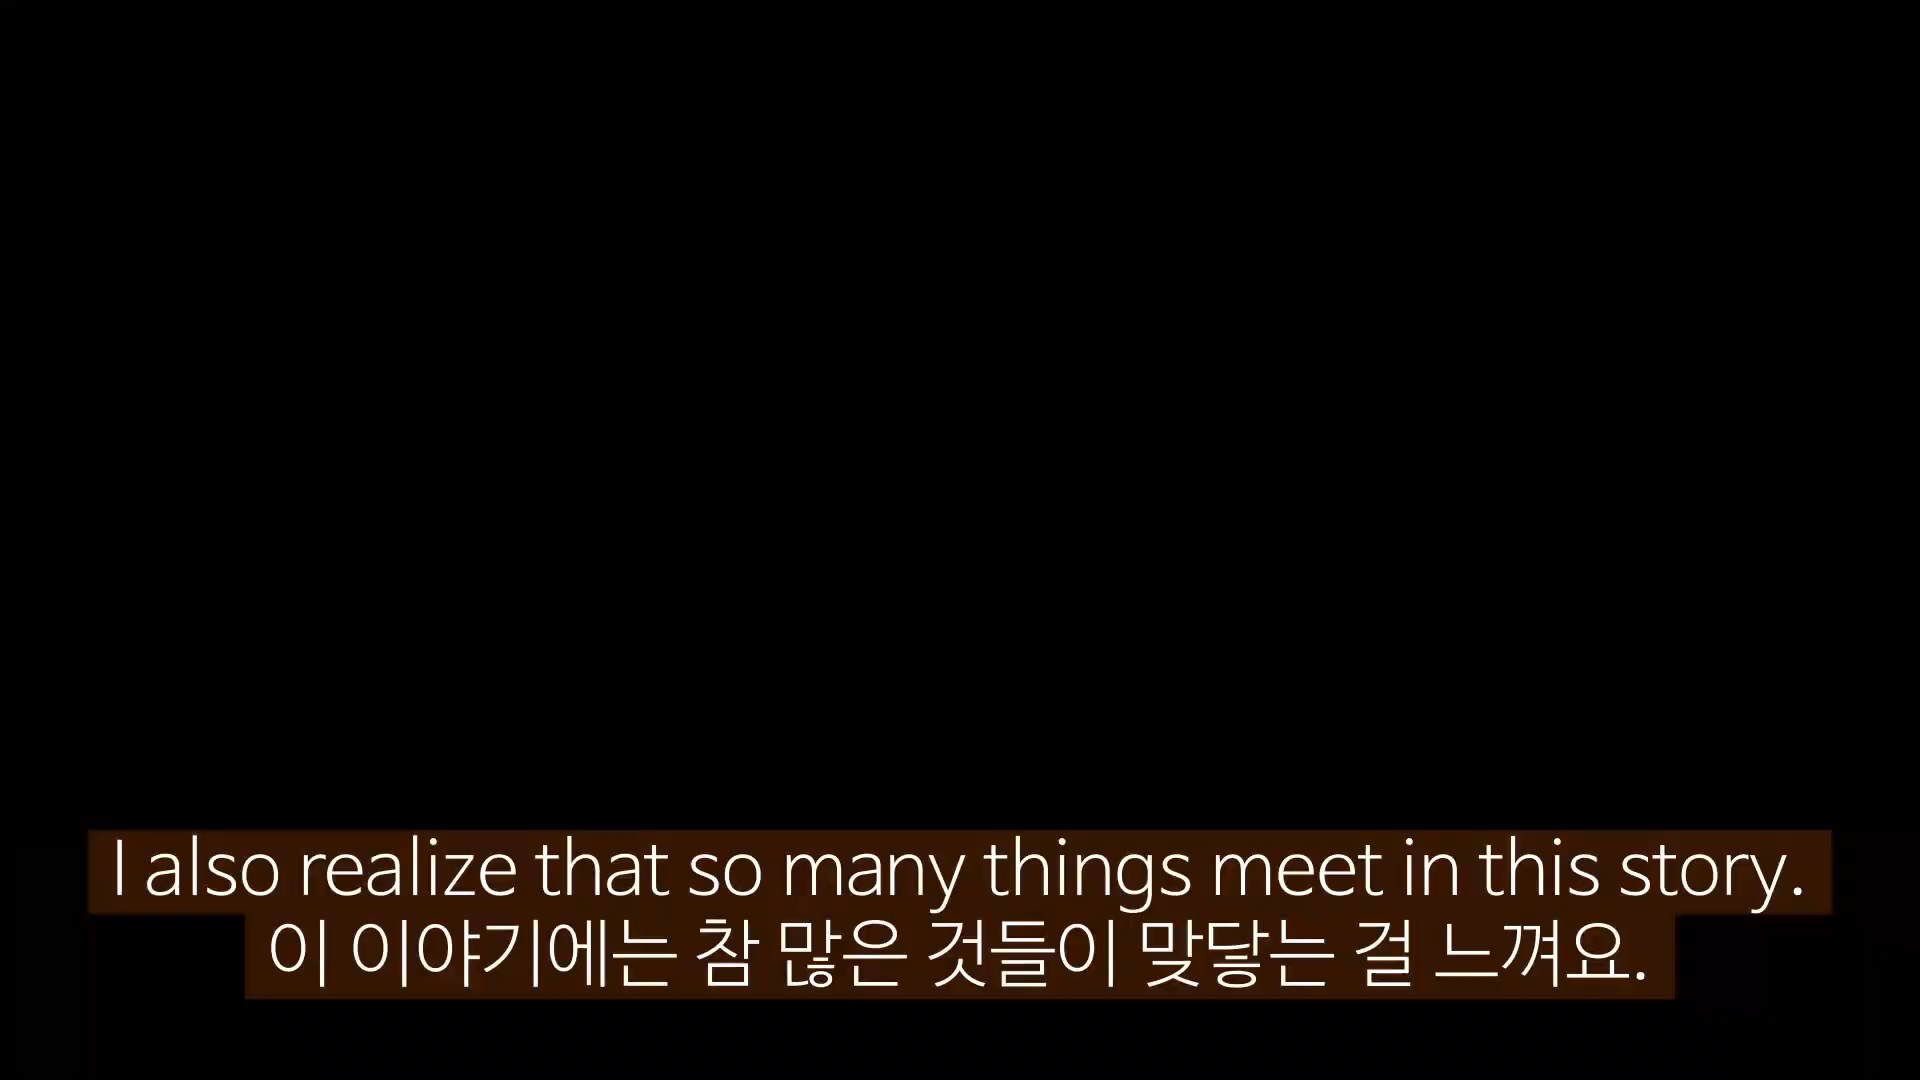 I also realize that so many things meet in this story.
이 이야기에는 참 많은 것들이 맞닿는 걸 느껴요.